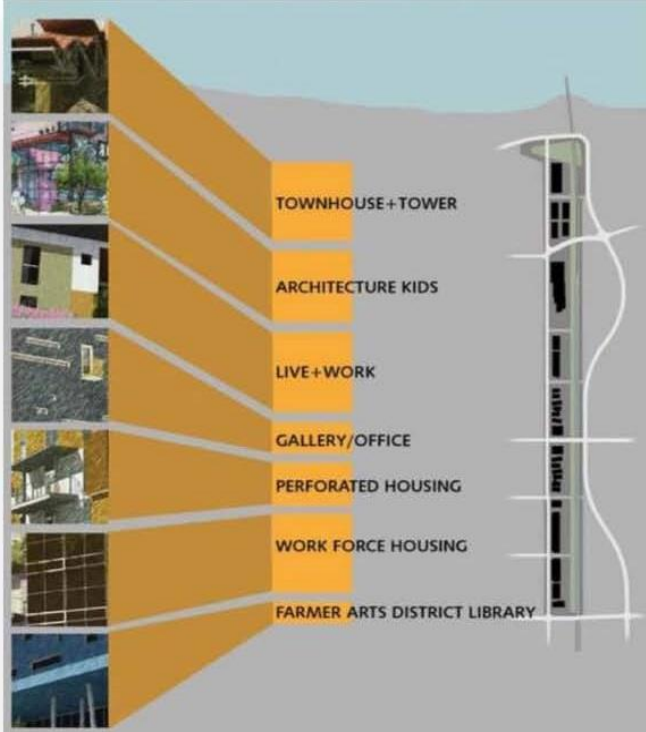 TOWNHOUSE+TOWER
ARCHITECTURE KIDS
LIVE+WORK
GALLERY/OFFICE
PERFORATED HOUSING
WORK FORCE HOUSING
FARMER ARTS DISTRICT LIBRARY